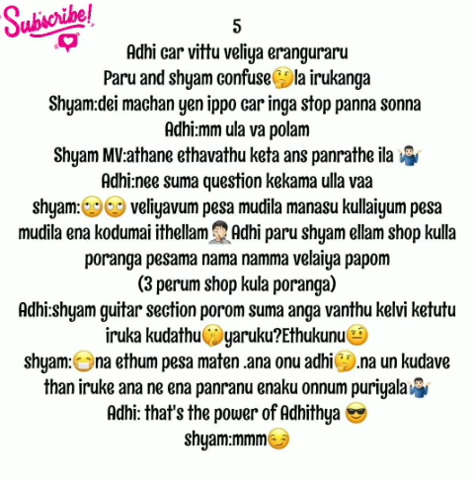 Subscribe!
5
Adhi car vittu veliya eranguraru
Paru and shyam confuse🤔la irukanga
Shyam:dei machan yen ippo car inga stop panna sonna
Adhi:mm ula va polam
Shyam MV:athane ethavathu keta ans panrathe ila 🤷🏻‍♂️
Adhi:nee suma question kekama ulla vaa
shyam:🙄🙄 veliyavum pesa mudila manasu kullaiyum pesa
mudila ena kodumai ithellam🤦🏻‍♂️Adhi paru shyam ellam shop kulla
poranga pesama nama namma velaiya papom
(3 perum shop kula poranga)
Adhi:shyam guitar section porom suma anga vanthu kelvi ketutu
iruka kudathu🤫yaruku?Ethukunu🤨
shyam:😷na ethum pesa maten .ana onu adhi🤔.na un kudave
than iruke ana ne ena panranu enaku onnum puriyala🤷🏻‍♂️
Adhi: that's the power of Adhithya 😎
shyam:mmm😏